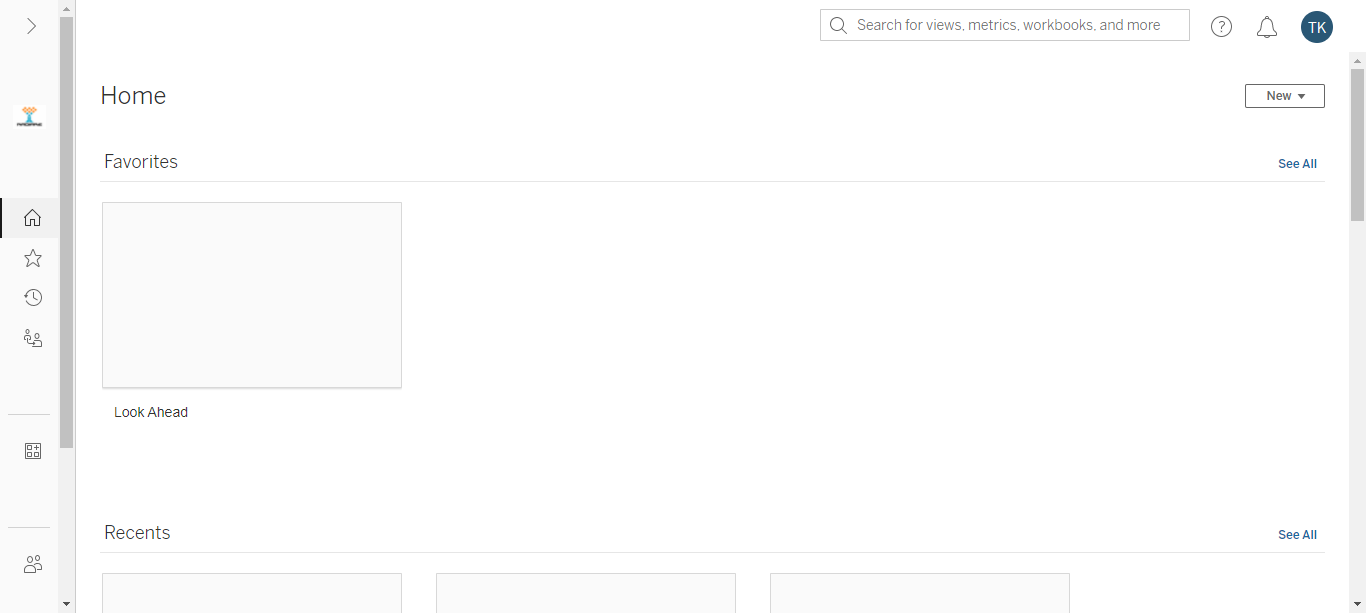 Search for views, metrics, workbooks, and more
?
TK
Home
New
Favorites
See All
Look Ahead
Recents
See All